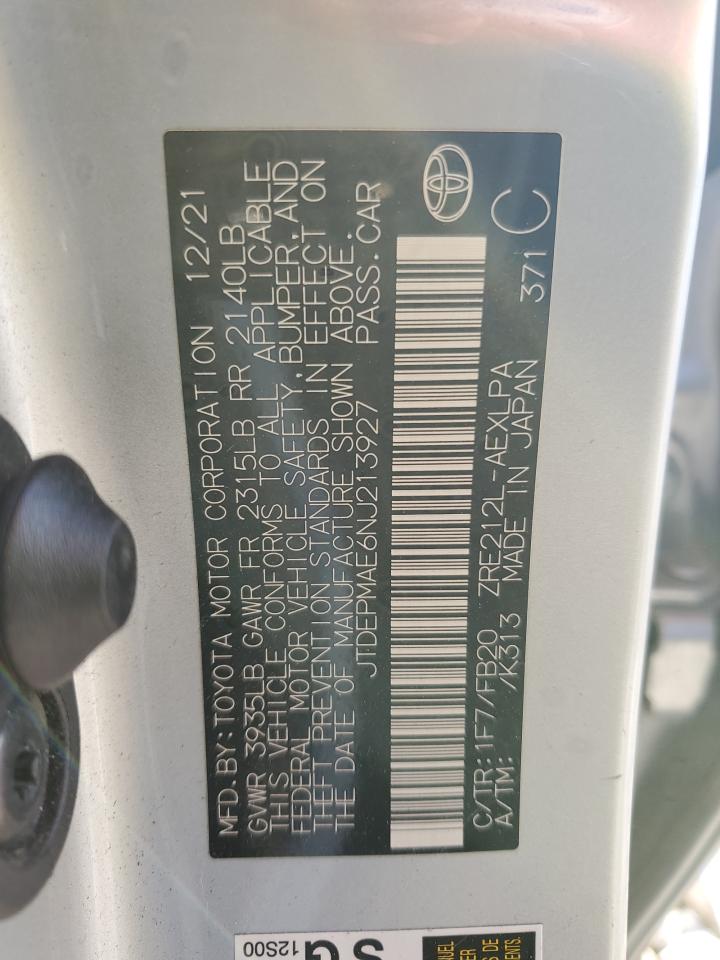 MFD. BY: TOYOTA MOTOR CORPORATION 12/21
GVWR 3935LB GAWR FR 2315LB RR 2140LB
THIS VEHICLE CONFORMS TO ALL APPLICABLE
FEDERAL MOTOR VEHICLE SAFETY, BUMPER, AND
THEFT PREVENTION STANDARDS IN EFFECT ON
THE DATE OF MANUFACTURE SHOWN ABOVE.
JTDEPMAE6NJ213927 PASS. CAR
C/TR: 1F7/FB20 ZRE212L-AEXLPA 371 C
A/TM: /K313 MADE IN JAPAN
12S00